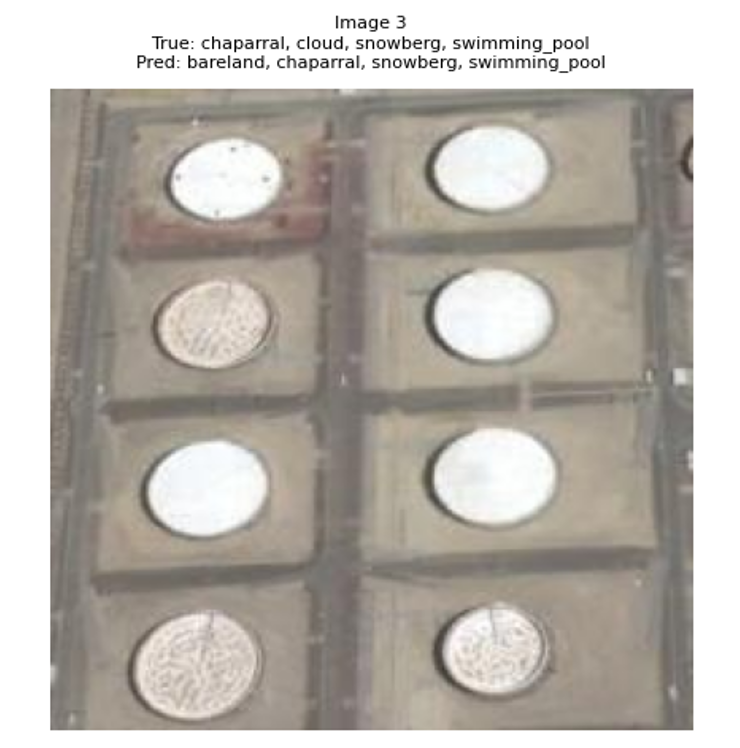 Image 3
True: chaparral, cloud, snowberg, swimming_pool
Pred: bareland, chaparral, snowberg, swimming_pool